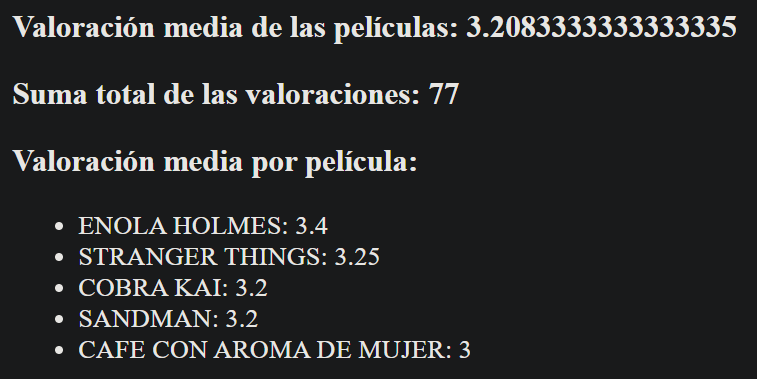 Valoración media de las películas: 3.2083333333333335
Suma total de las valoraciones: 77
Valoración media por película:
• ENOLA HOLMES: 3.4
• STRANGER THINGS: 3.25
• COBRA KAI: 3.2
• SANDMAN: 3.2
• CAFE CON AROMA DE MUJER: 3